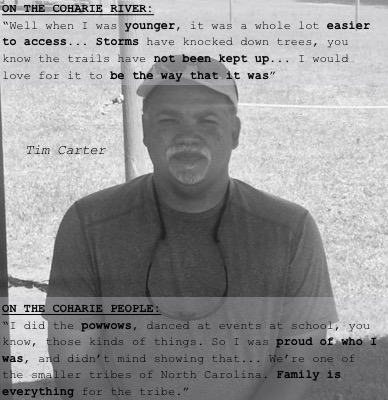 ON THE COHARIE RIVER:
“Well when I was younger, it was a whole lot easier
to access... Storms have knocked down trees, you
know the trails have not been kept up... I would
love for it to be the way that it was”
Tim Carter
ON THE COHARIE PEOPLE:
“I did the powwows, danced at events at school, you
know, those kinds of things. So I was proud of who I
was, and didn’t mind showing that... We’re one of
the smaller tribes of North Carolina. Family is
everything for the tribe.”